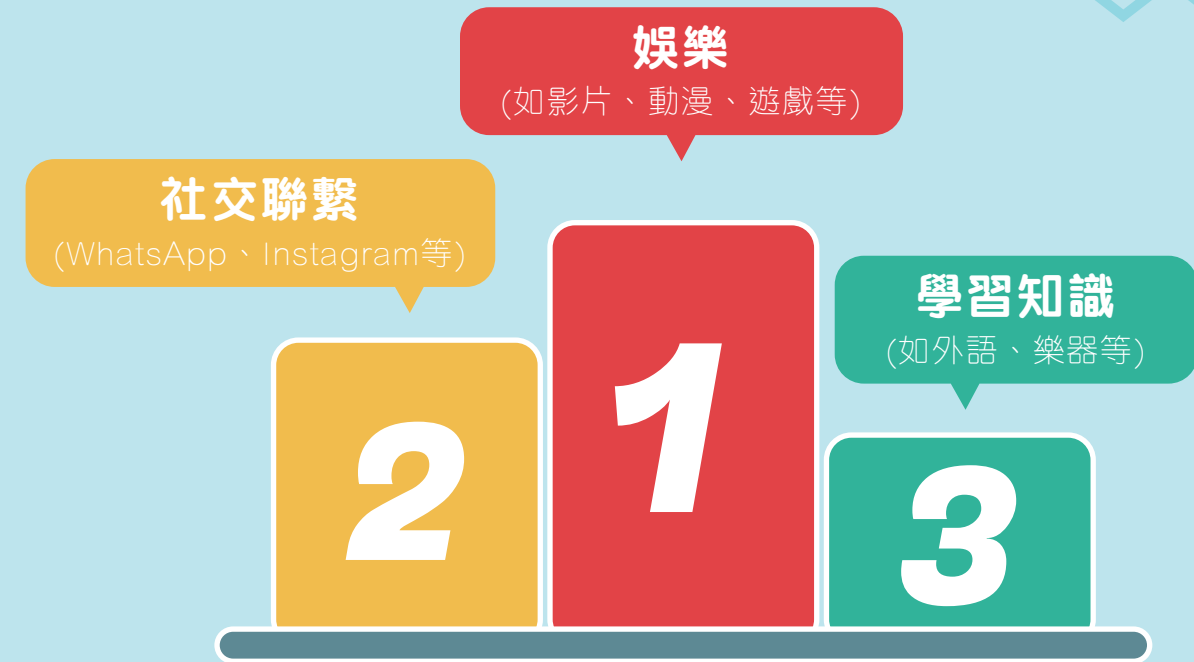 娛樂
(如影片、動漫、遊戲等)
社交聯繫
(WhatsApp、Instagram等)
學習知識
(如外語、樂器等)
2
1
3